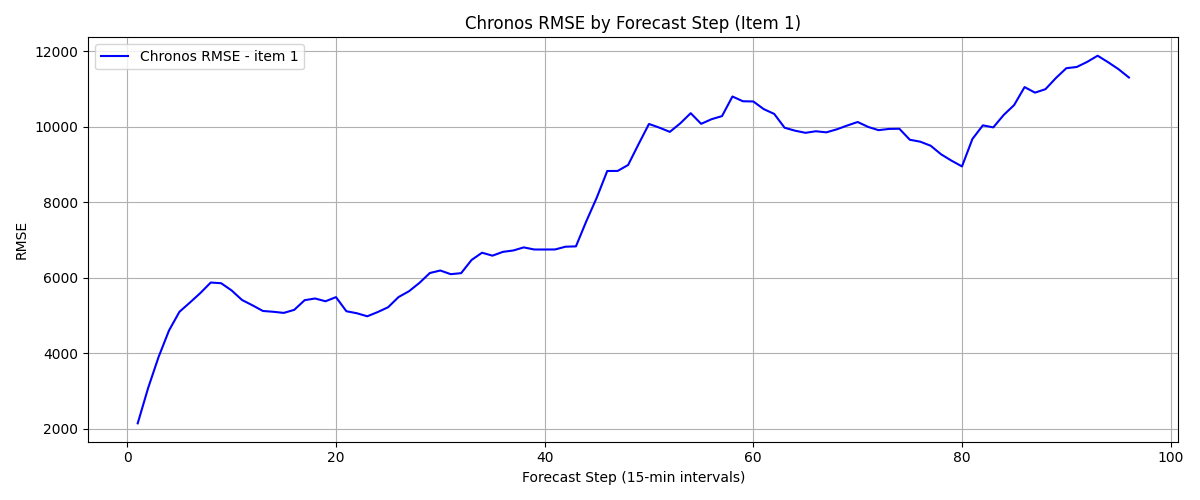 Chronos RMSE by Forecast Step (Item 1)
Chronos RMSE - item 1
12000
10000
8000
6000
4000
2000
RMSE
0 20 40 60 80 100
Forecast Step (15-min intervals)